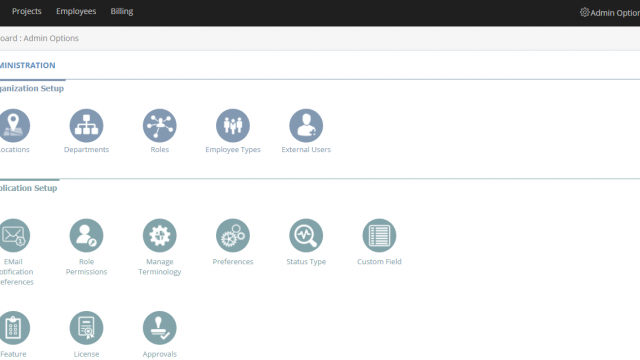 Projects Employees Billing Admin Option
oard : Admin Options
MINISTRATION
ganization Setup
ocations Departments Roles Employee Types External Users
plication Setup
EMail Role Manage Preferences Status Type Custom Field
otification Permissions Terminology
eferences
Feature License Approvals